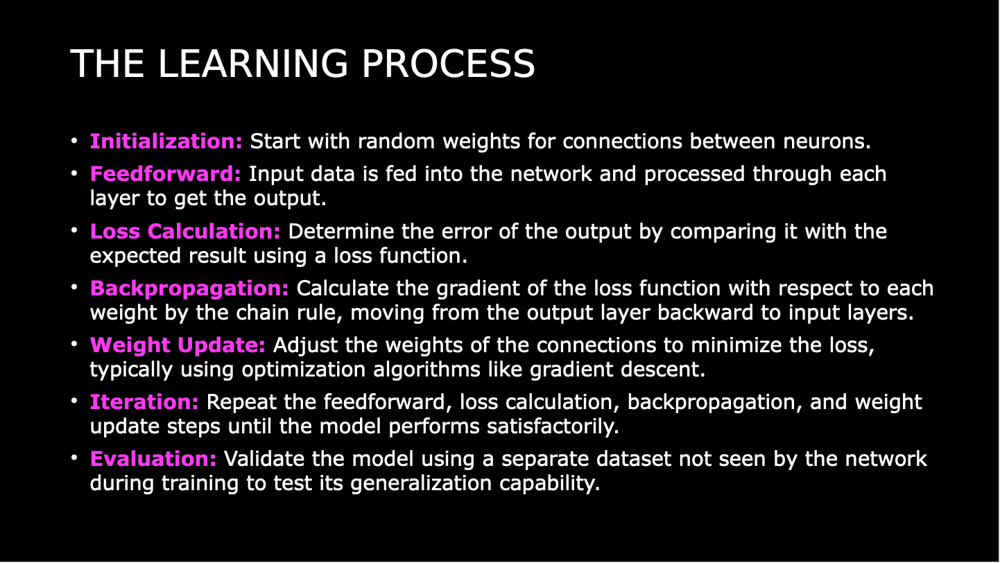 THE LEARNING PROCESS
• Initialization: Start with random weights for connections between neurons.
• Feedforward: Input data is fed into the network and processed through each
layer to get the output.
• Loss Calculation: Determine the error of the output by comparing it with the
expected result using a loss function.
• Backpropagation: Calculate the gradient of the loss function with respect to each
weight by the chain rule, moving from the output layer backward to input layers.
• Weight Update: Adjust the weights of the connections to minimize the loss,
typically using optimization algorithms like gradient descent.
• Iteration: Repeat the feedforward, loss calculation, backpropagation, and weight
update steps until the model performs satisfactorily.
• Evaluation: Validate the model using a separate dataset not seen by the network
during training to test its generalization capability.